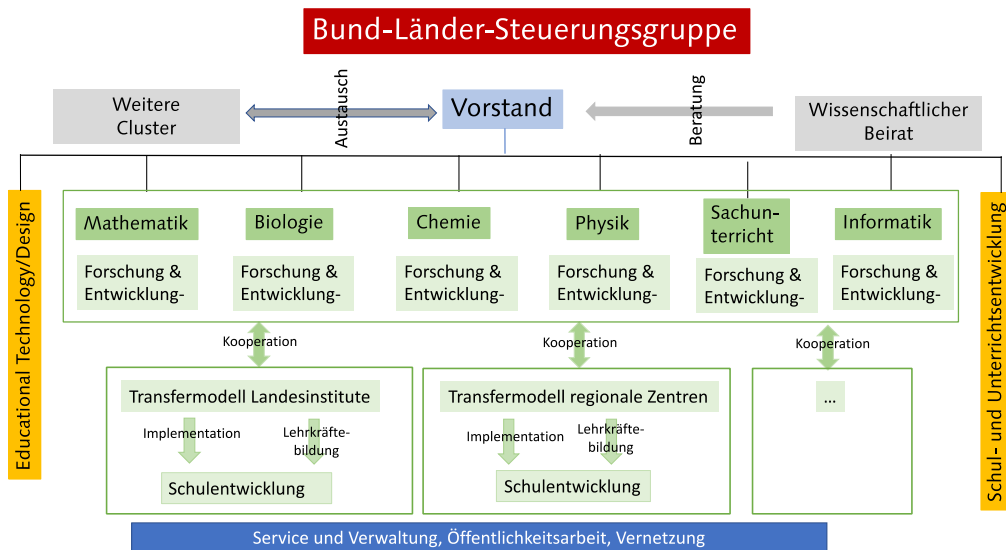 Bund-Länder-Steuerungsgruppe
Weitere
Cluster
Austausch
Vorstand
Beratung
Wissenschaftlicher
Beirat
Educational Technology/Design
Mathematik
Biologie
Chemie
Physik
Sachun-
terricht
Informatik
Forschung &
Entwicklung-
Forschung &
Entwicklung-
Forschung &
Entwicklung-
Forschung &
Entwicklung-
Forschung &
Entwicklung-
Forschung &
Entwicklung-
Schul- und Unterrichtsentwicklung
Kooperation
Kooperation
Kooperation
Transfermodell Landesinstitute
Implementation
Lehrkräfte-
bildung
Schulentwicklung
Transfermodell regionale Zentren
Implementation
Lehrkräfte-
bildung
Schulentwicklung
...
Service und Verwaltung, Öffentlichkeitsarbeit, Vernetzung